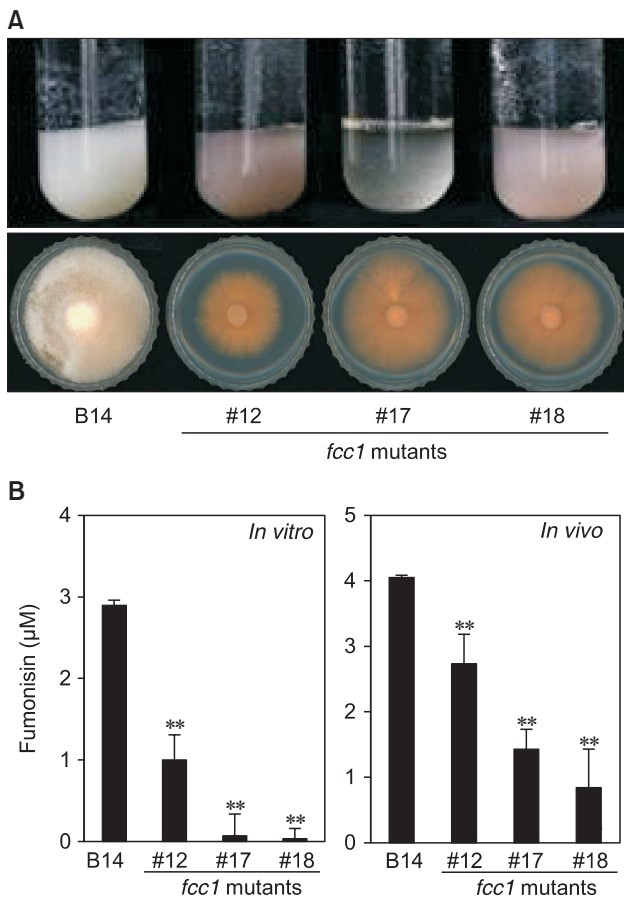 A
B14 #12 #17 #18
fcc1 mutants
B
Fumonisin (µM)
4
3
2
1
0
In vitro
**
**
**
B14 #12 #17 #18
fcc1 mutants
5
4
3
2
1
0
In vivo
**
**
**
B14 #12 #17 #18
fcc1 mutants